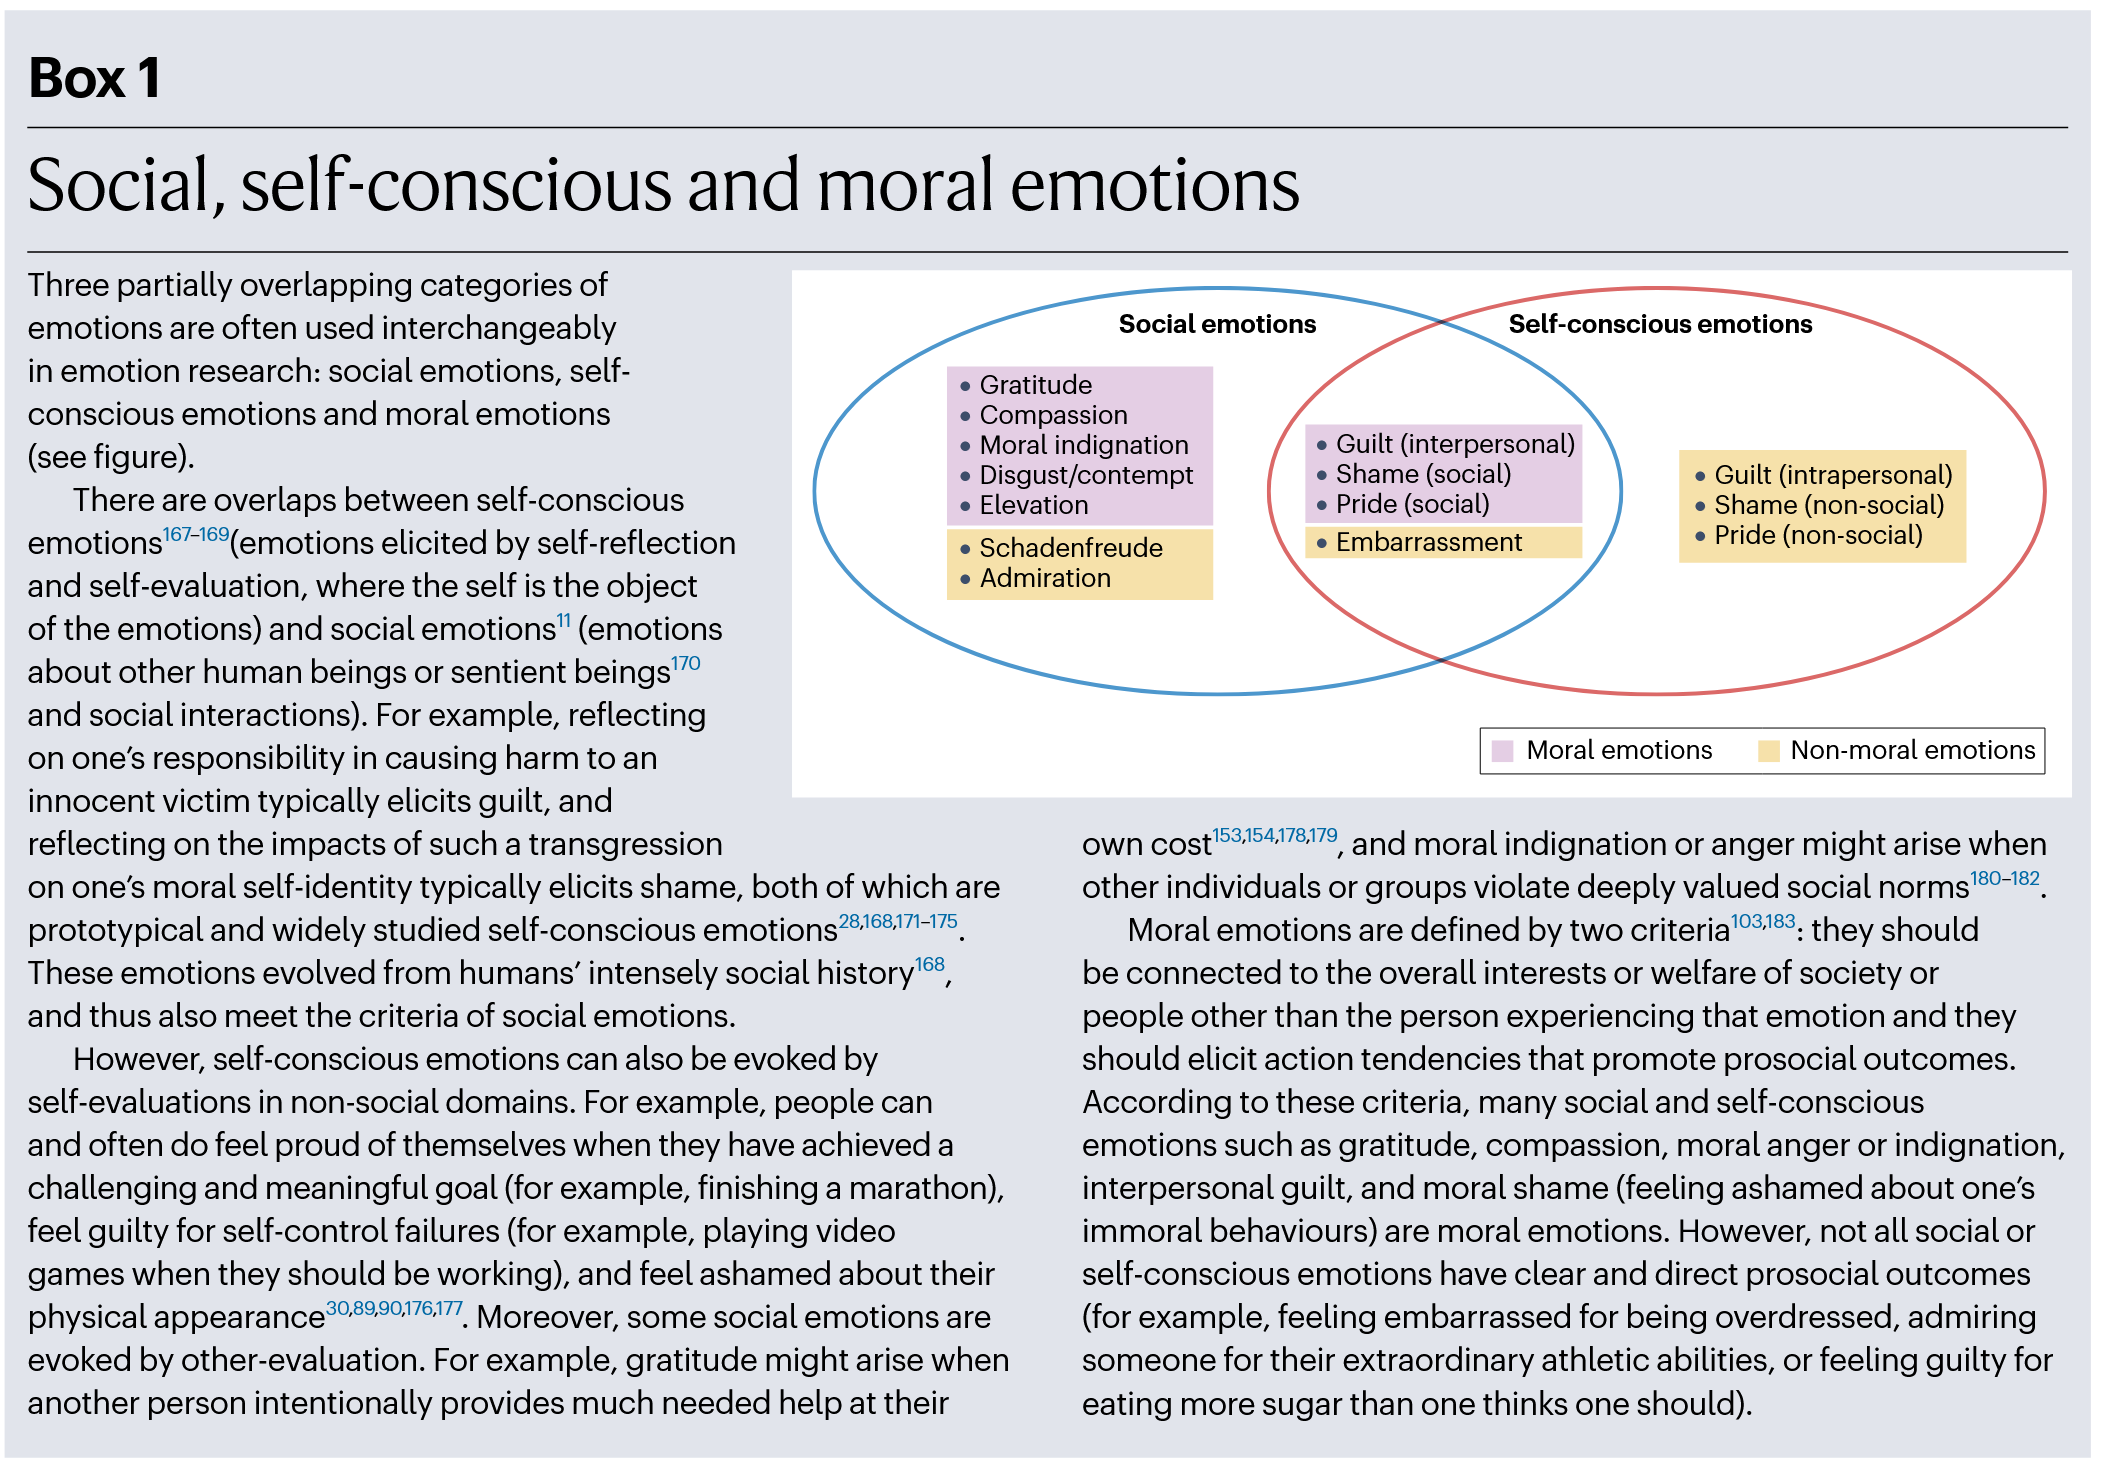 Box 1
Social, self-conscious and moral emotions
Three partially overlapping categories of
emotions are often used interchangeably
in emotion research: social emotions, self-
conscious emotions and moral emotions
(see figure).
There are overlaps between self-conscious
emotions167–169(emotions elicited by self-reflection
and self-evaluation, where the self is the object
of the emotions) and social emotions11 (emotions
about other human beings or sentient beings170
and social interactions). For example, reflecting
on one’s responsibility in causing harm to an
innocent victim typically elicits guilt, and
reflecting on the impacts of such a transgression
on one’s moral self-identity typically elicits shame, both of which are
prototypical and widely studied self-conscious emotions28,168,171–175.
These emotions evolved from humans’ intensely social history168,
and thus also meet the criteria of social emotions.
However, self-conscious emotions can also be evoked by
self-evaluations in non-social domains. For example, people can
and often do feel proud of themselves when they have achieved a
challenging and meaningful goal (for example, finishing a marathon),
feel guilty for self-control failures (for example, playing video
games when they should be working), and feel ashamed about their
physical appearance30,89,90,176,177. Moreover, some social emotions are
evoked by other-evaluation. For example, gratitude might arise when
another person intentionally provides much needed help at their
Social emotions
Self-conscious emotions
• Gratitude
• Compassion
• Moral indignation
• Disgust/contempt
• Elevation
• Schadenfreude
• Admiration
• Guilt (interpersonal)
• Shame (social)
• Pride (social)
• Embarrassment
• Guilt (intrapersonal)
• Shame (non-social)
• Pride (non-social)
Moral emotions
Non-moral emotions
own cost153,154,178,179, and moral indignation or anger might arise when
other individuals or groups violate deeply valued social norms180–182.
Moral emotions are defined by two criteria103,183: they should
be connected to the overall interests or welfare of society or
people other than the person experiencing that emotion and they
should elicit action tendencies that promote prosocial outcomes.
According to these criteria, many social and self-conscious
emotions such as gratitude, compassion, moral anger or indignation,
interpersonal guilt, and moral shame (feeling ashamed about one’s
immoral behaviours) are moral emotions. However, not all social or
self-conscious emotions have clear and direct prosocial outcomes
(for example, feeling embarrassed for being overdressed, admiring
someone for their extraordinary athletic abilities, or feeling guilty for
eating more sugar than one thinks one should).